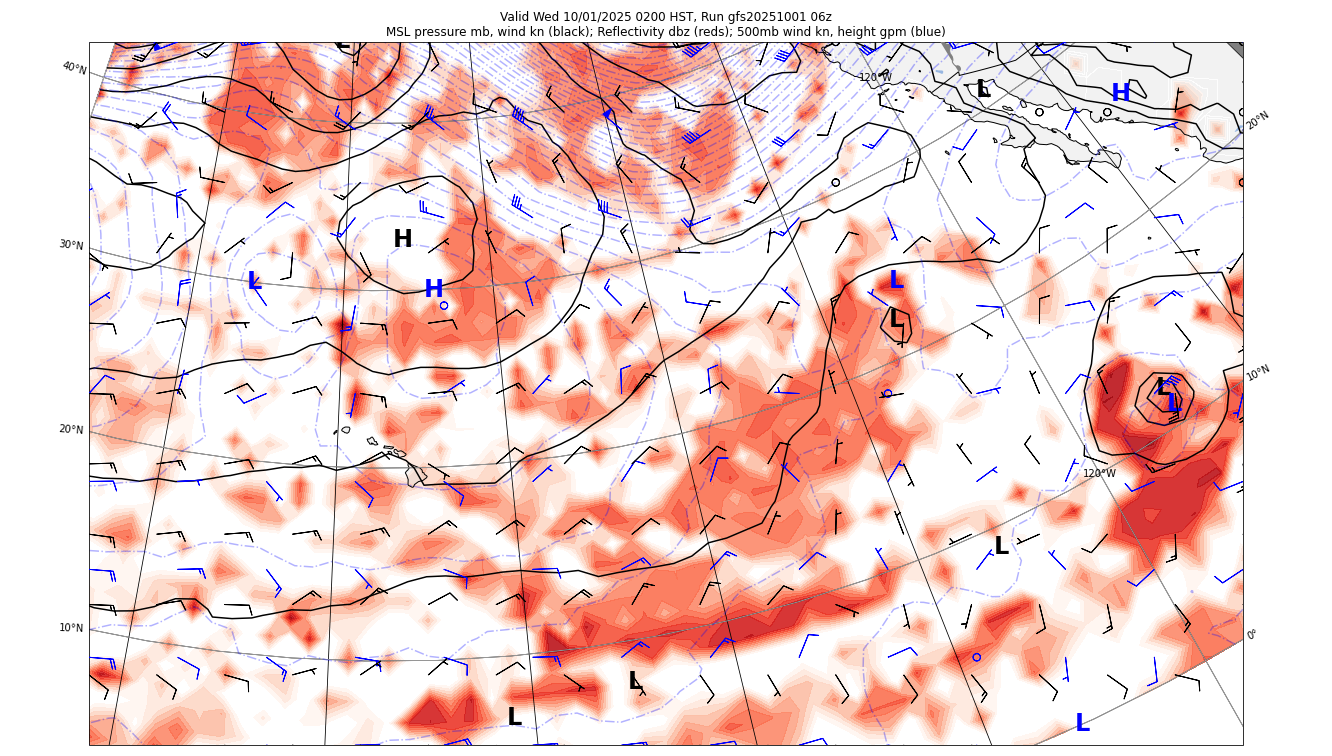 Valid Wed 10/01/2025 0200 HST, Run gfs20251001 06z
MSL pressure mb, wind kn (black); Reflectivity dbz (reds); 500mb wind kn, height gpm (blue)
L
40°N
120°W
L
H
20°N
H
30°N
L
H
L
L
10°N
L
L
20°N
120°W
L
10°N
0°
L
L
L